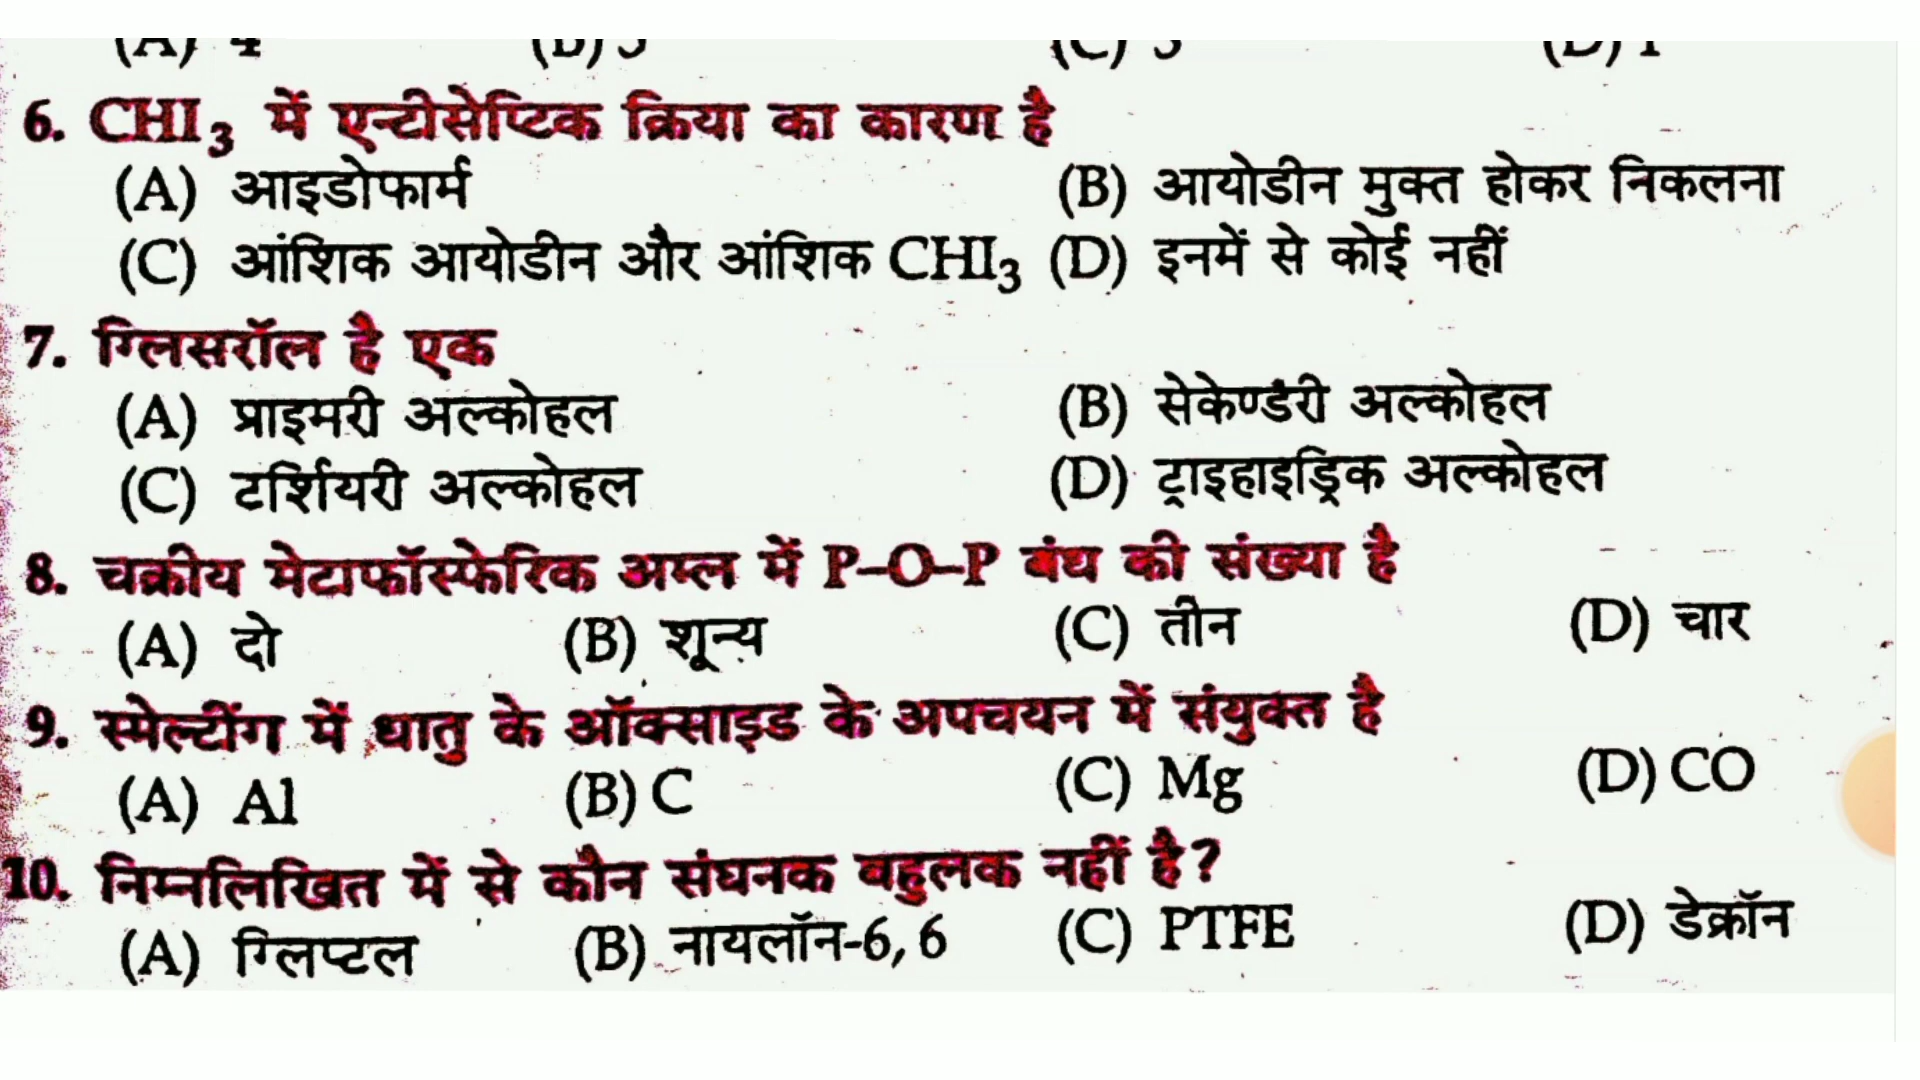 6. CHI₃ में एन्टीसेप्टिक क्रिया का कारण है
(A) आइडोफार्म (B) आयोडीन मुक्त होकर निकलना
(C) आंशिक आयोडीन और आंशिक CHI₃ (D) इनमें से कोई नहीं
7. ग्लिसरॉल है एक
(A) प्राइमरी अल्कोहल (B) सेकेण्डरी अल्कोहल
(C) टर्शियरी अल्कोहल (D) ट्राइहाइड्रिक अल्कोहल
8. चक्रीय मेटाफॉस्फेरिक अम्ल में P–O–P बंध की संख्या है
(A) दो (B) शून्य (C) तीन (D) चार
9. स्मेल्टींग में धातु के ऑक्साइड के अपचयन में संयुक्त है
(A) Al (B) C (C) Mg (D) CO
10. निम्नलिखित में से कौन संघनक बहुलक नहीं है?
(A) ग्लिप्टल (B) नायलॉन-6, 6 (C) PTFE (D) डेक्रॉन